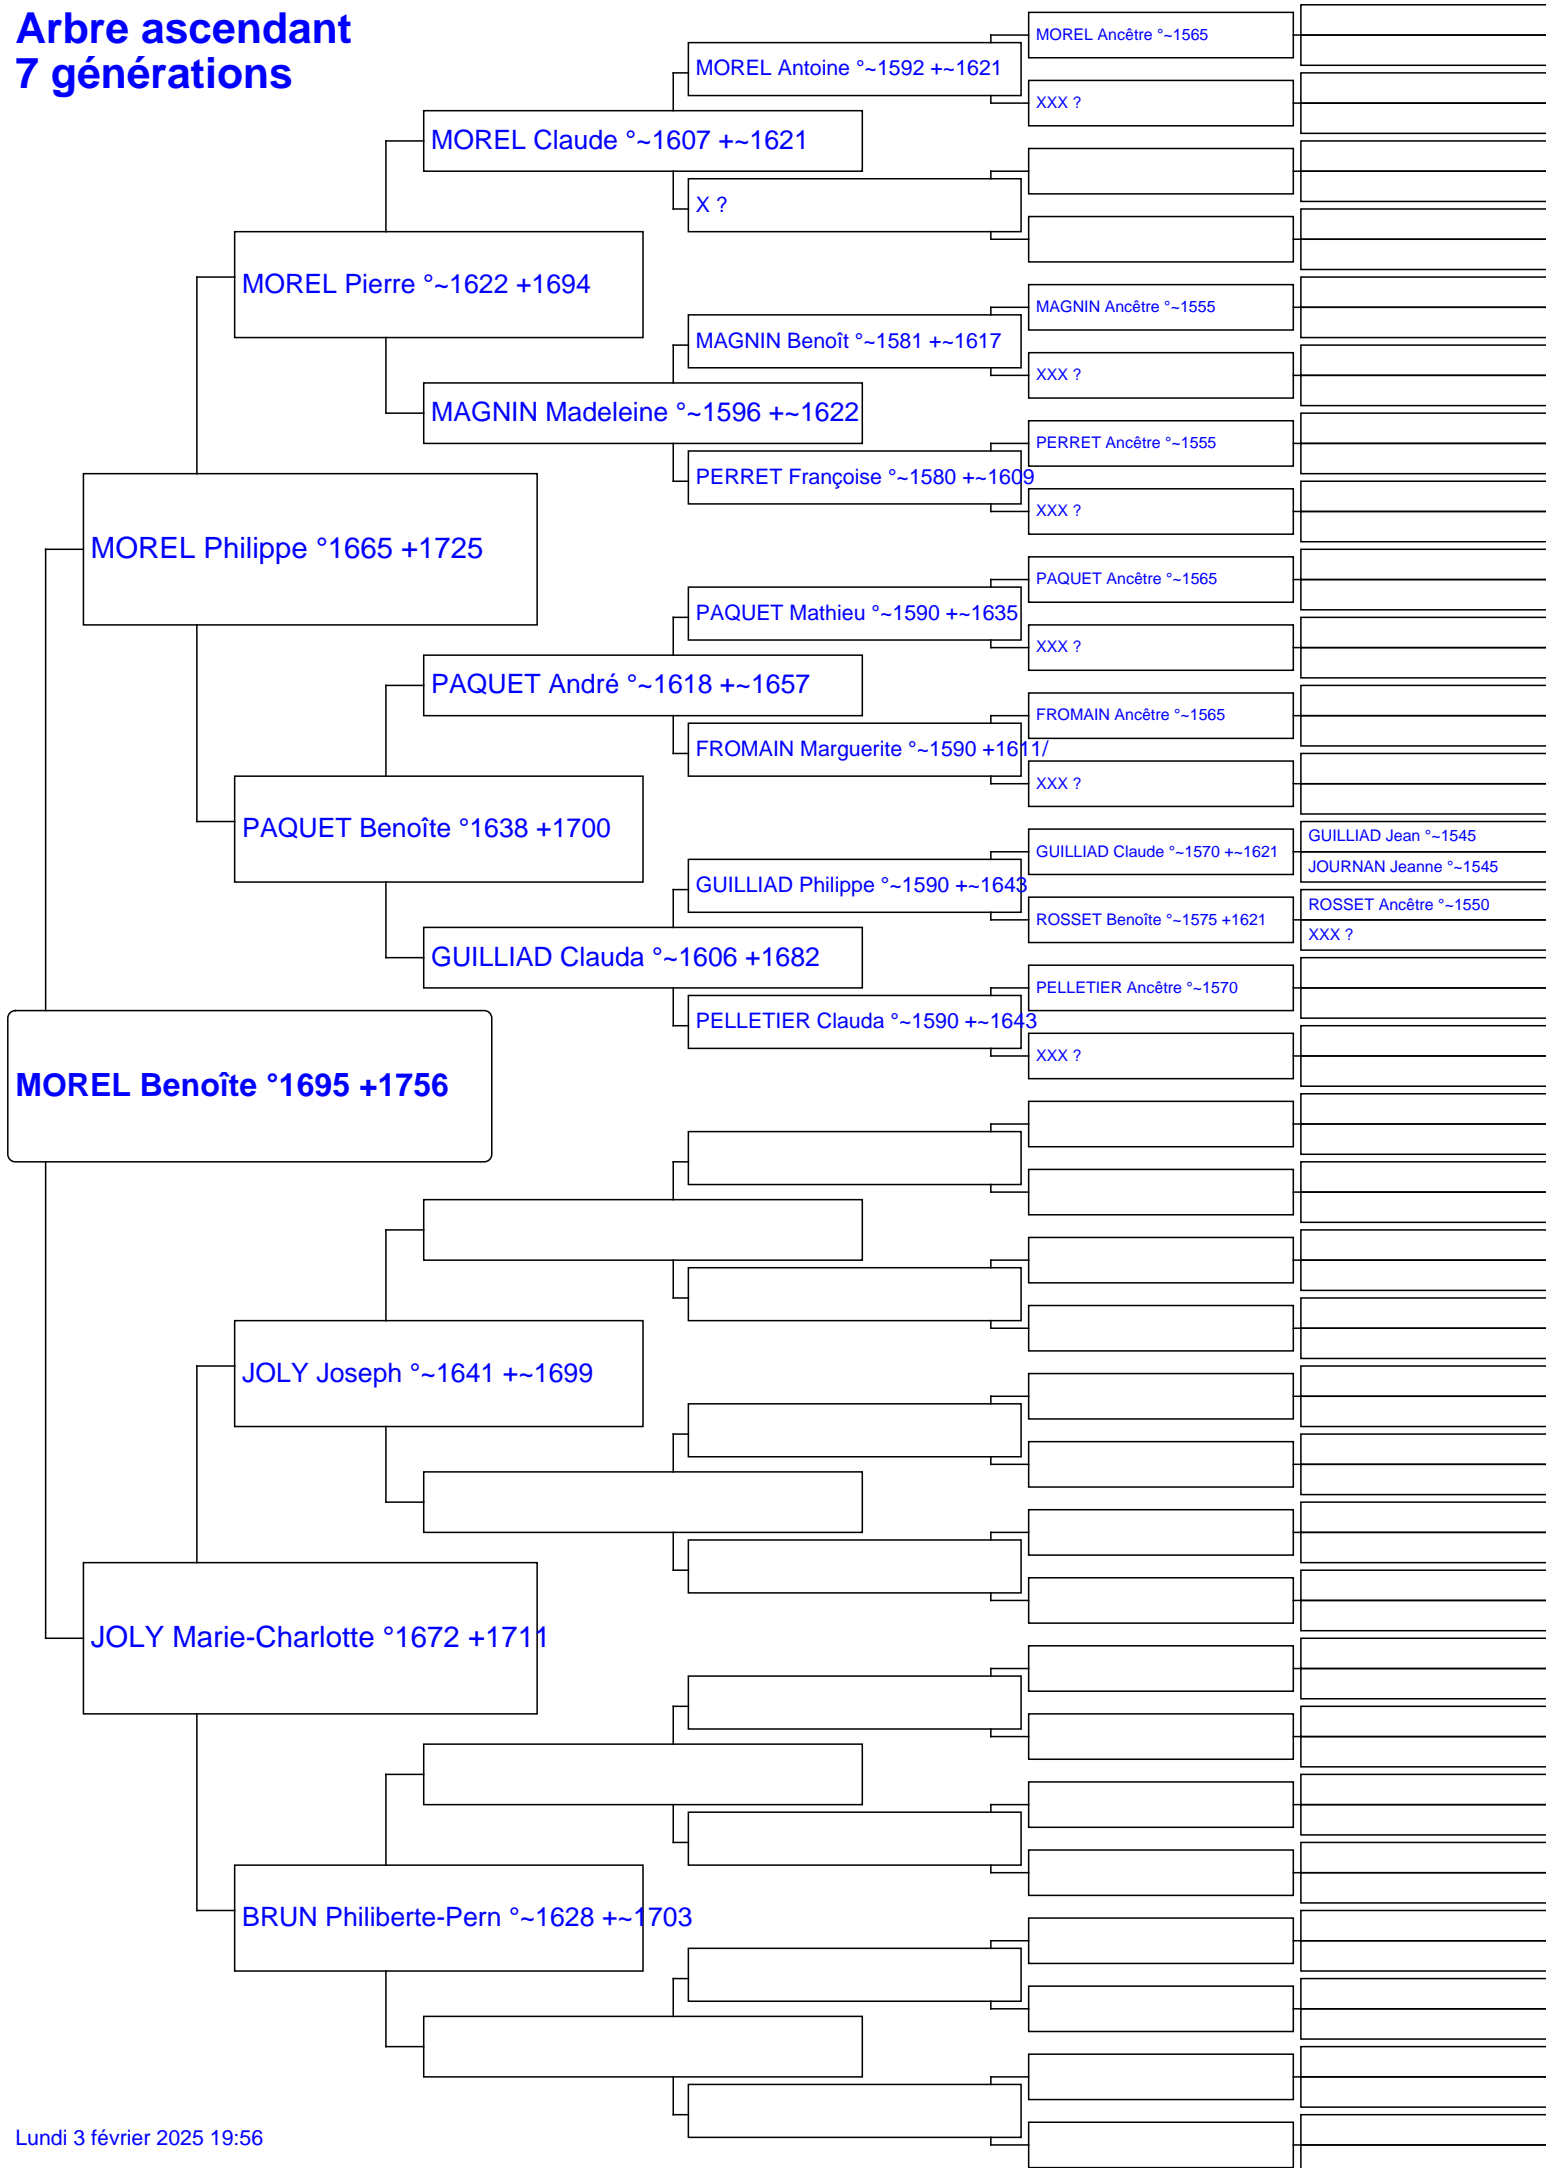 Arbre ascendant
7 générations
MOREL Ancêtre °~1565
MOREL Antoine °~1592 +~1621
XXX ?
MOREL Claude °~1607 +~1621
X ?
MOREL Pierre °~1622 +1694
MAGNIN Ancêtre °~1555
MAGNIN Benoît °~1581 +~1617
XXX ?
MAGNIN Madeleine °~1596 +~1622
PERRET Ancêtre °~1555
PERRET Françoise °~1580 +~1609
XXX ?
MOREL Philippe °1665 +1725
PAQUET Ancêtre °~1565
PAQUET Mathieu °~1590 +~1635
XXX ?
PAQUET André °~1618 +~1657
FROMAIN Ancêtre °~1565
FROMAIN Marguerite °~1590 +1611/
XXX ?
PAQUET Benoîte °1638 +1700
GUILLIAD Jean °~1545
GUILLIAD Claude °~1570 +~1621
JOURNAN Jeanne °~1545
GUILLIAD Philippe °~1590 +~1643
ROSSET Ancêtre °~1550
ROSSET Benoîte °~1575 +1621
XXX ?
GUILLIAD Clauda °~1606 +1682
PELLETIER Ancêtre °~1570
PELLETIER Clauda °~1590 +~1643
XXX ?
MOREL Benoîte °1695 +1756
JOLY Joseph °~1641 +~1699
JOLY Marie-Charlotte °1672 +1711
BRUN Philiberte-Pern °~1628 +~1703
Lundi 3 février 2025 19:56